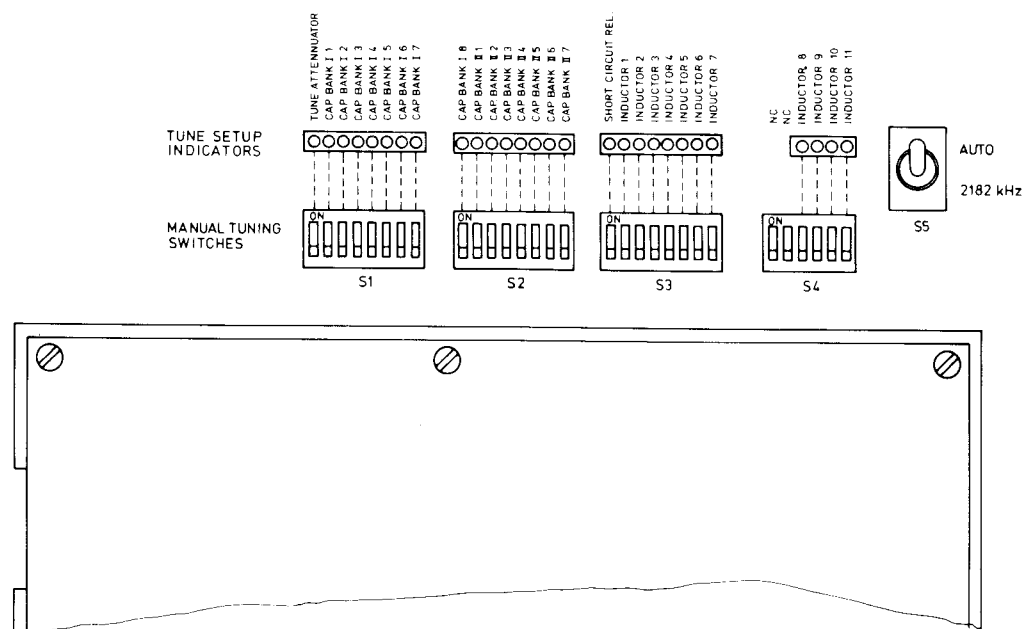 TUNE ATTENNUATOR
CAP BANK I 1
CAP BANK I 2
CAP BANK I 3
CAP BANK I 4
CAP BANK I 5
CAP BANK I 6
CAP BANK I 7
CAP BANK I 8
CAP BANK II 1
CAP BANK II 2
CAP BANK II 3
CAP BANK II 4
CAP BANK II 5
CAP BANK II 6
CAP BANK II 7
SHORT CIRCUIT REL.
INDUCTOR 1
INDUCTOR 2
INDUCTOR 3
INDUCTOR 4
INDUCTOR 5
INDUCTOR 6
INDUCTOR 7
NC
NC
INDUCTOR 8
INDUCTOR 9
INDUCTOR 10
INDUCTOR 11
TUNE SETUP
INDICATORS
AUTO
2182 kHz
S5
MANUAL TUNING
SWITCHES
ON
ON
ON
ON
S1
S2
S3
S4